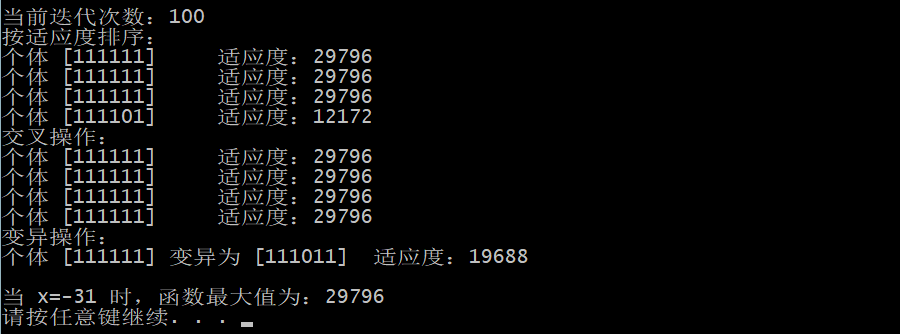 当前迭代次数：100
按适应度排序：
个体 [111111]     适应度：29796
个体 [111111]     适应度：29796
个体 [111111]     适应度：29796
个体 [111101]     适应度：12172
交叉操作：
个体 [111111]     适应度：29796
个体 [111111]     适应度：29796
个体 [111111]     适应度：29796
个体 [111111]     适应度：29796
变异操作：
个体 [111111] 变异为 [111011]  适应度：19688
当 x=-31 时，函数最大值为：29796
请按任意键继续. . .